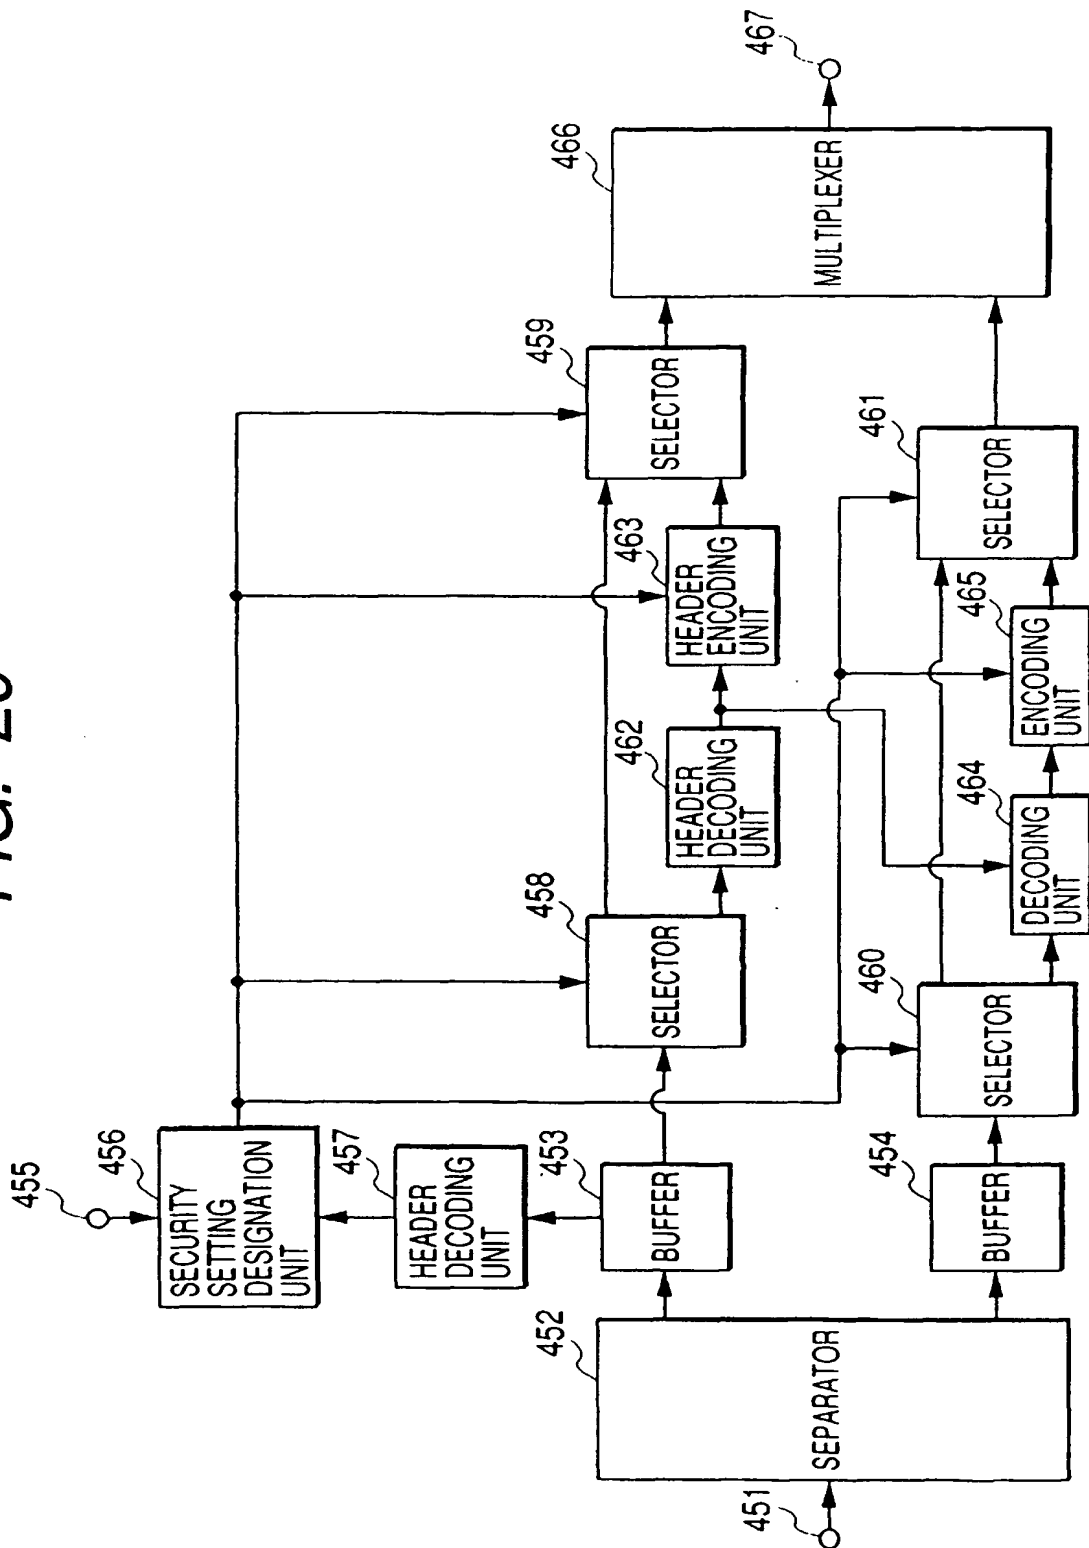 FIG.
455
456
SECURITY
SETTING
DESIGNATION
UNIT
457
HEADER
DECODING
UNIT
452
SEPARATOR
451
453
BUFFER
458
SELECTOR
462
HEADER
DECODING
UNIT
463
HEADER
ENCODING
UNIT
459
SELECTOR
466
MULTIPLEXER
467
454
BUFFER
460
SELECTOR
464
DECODING
UNIT
465
ENCODING
UNIT
461
SELECTOR